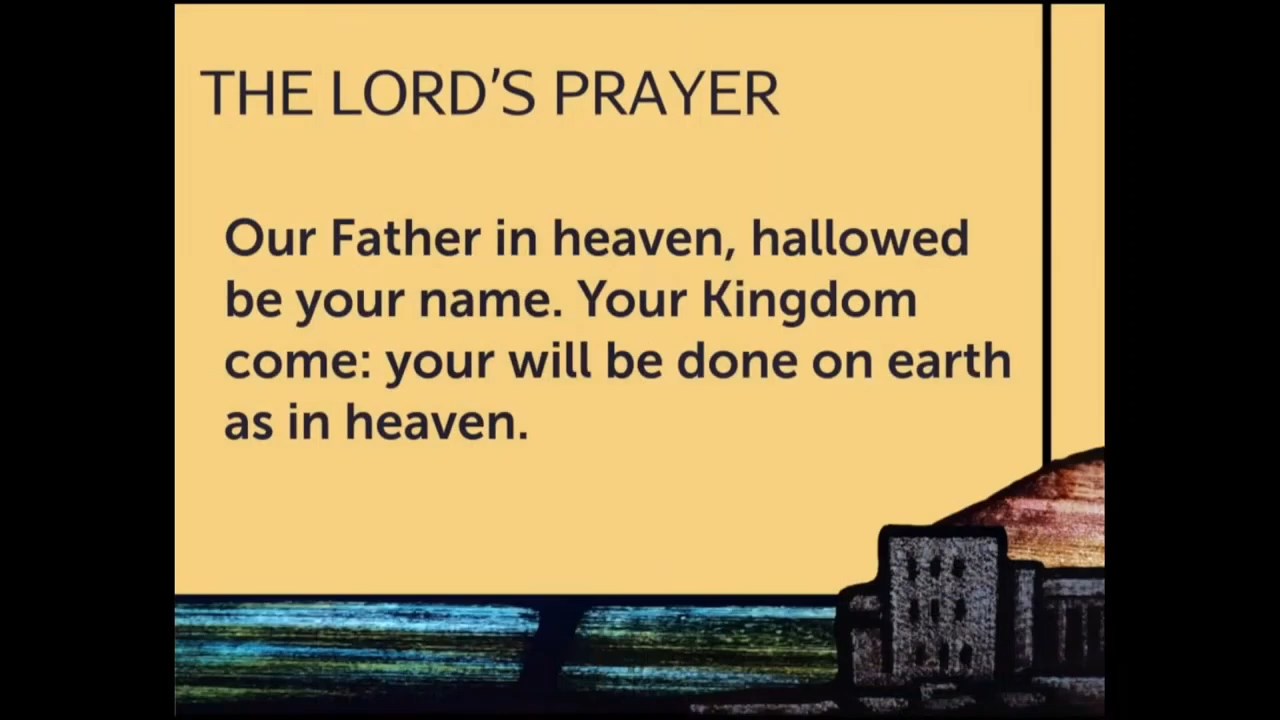 THE LORD'S PRAYER
Our Father in heaven, hallowed
be your name. Your Kingdom
come: your will be done on earth
as in heaven.